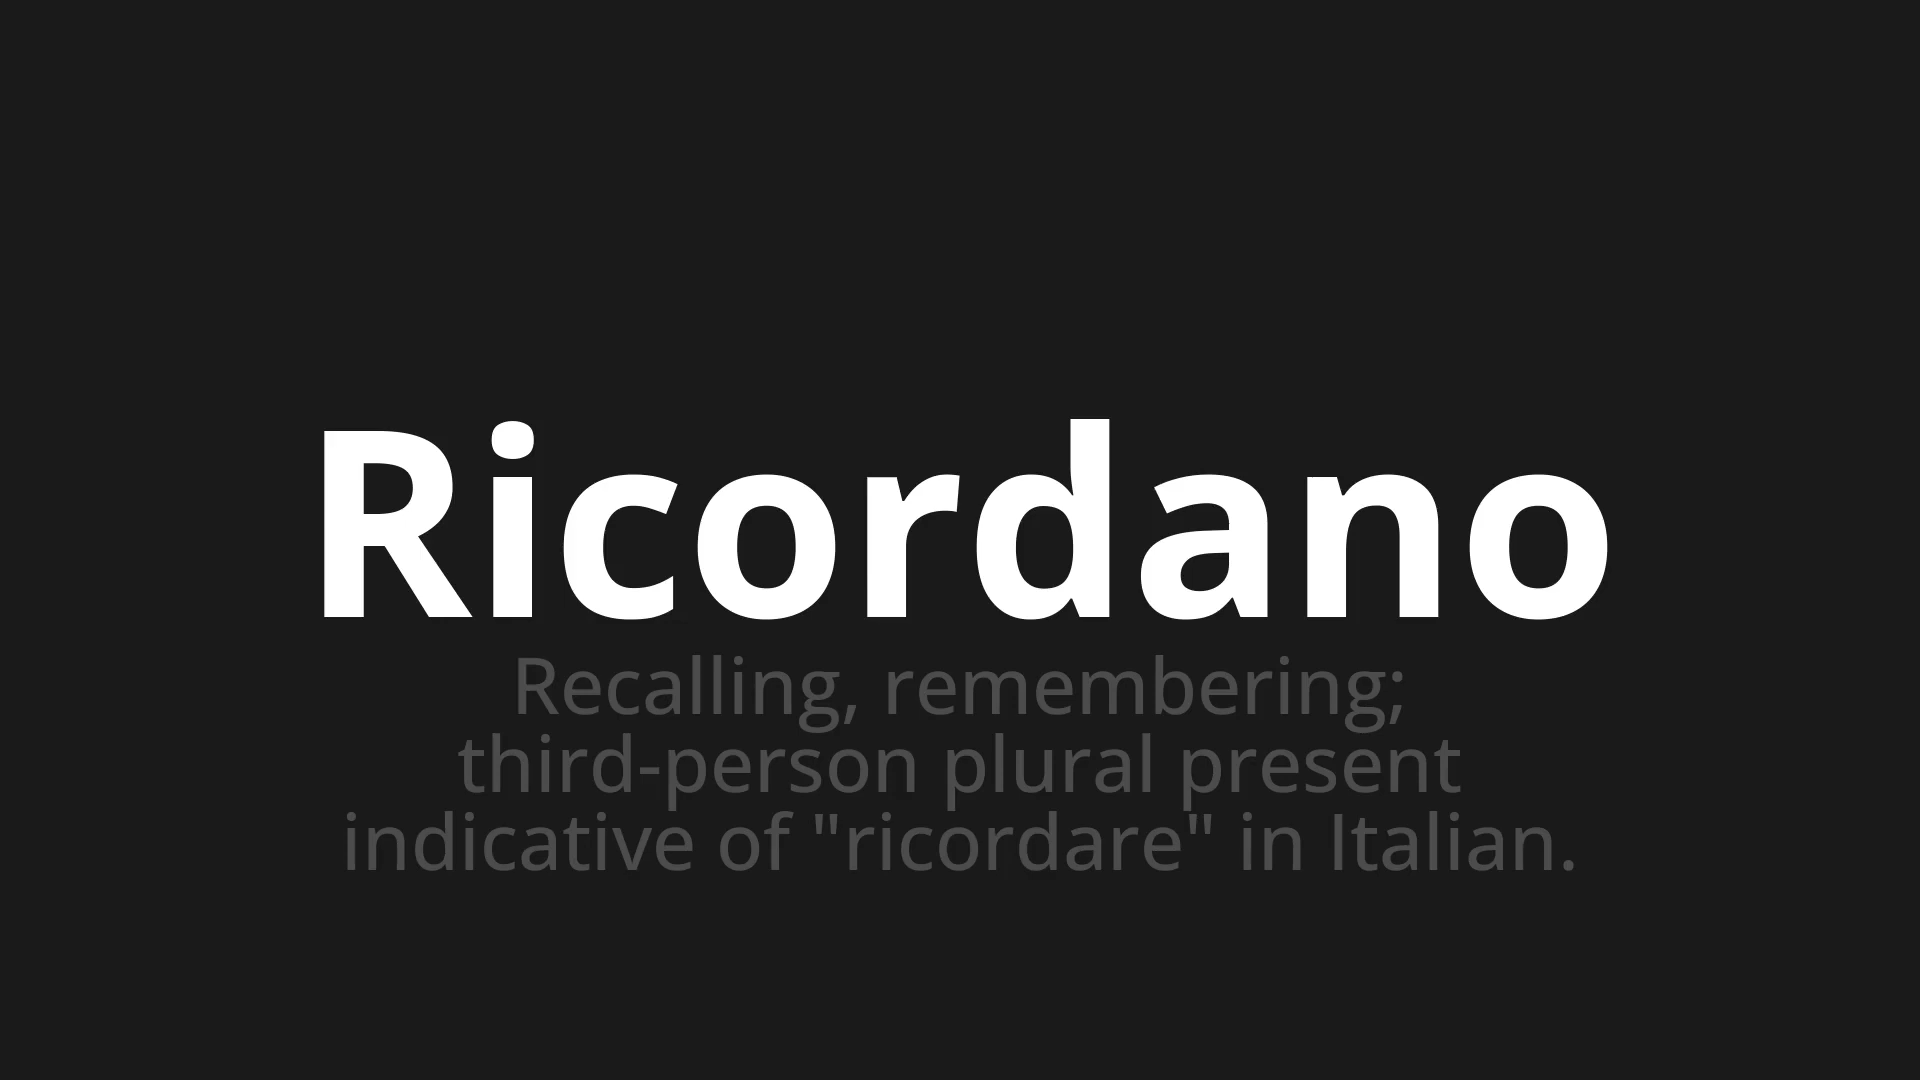 Ricordano
Recalling, remembering;
third-person plural present
indicative of "ricordare" in Italian.